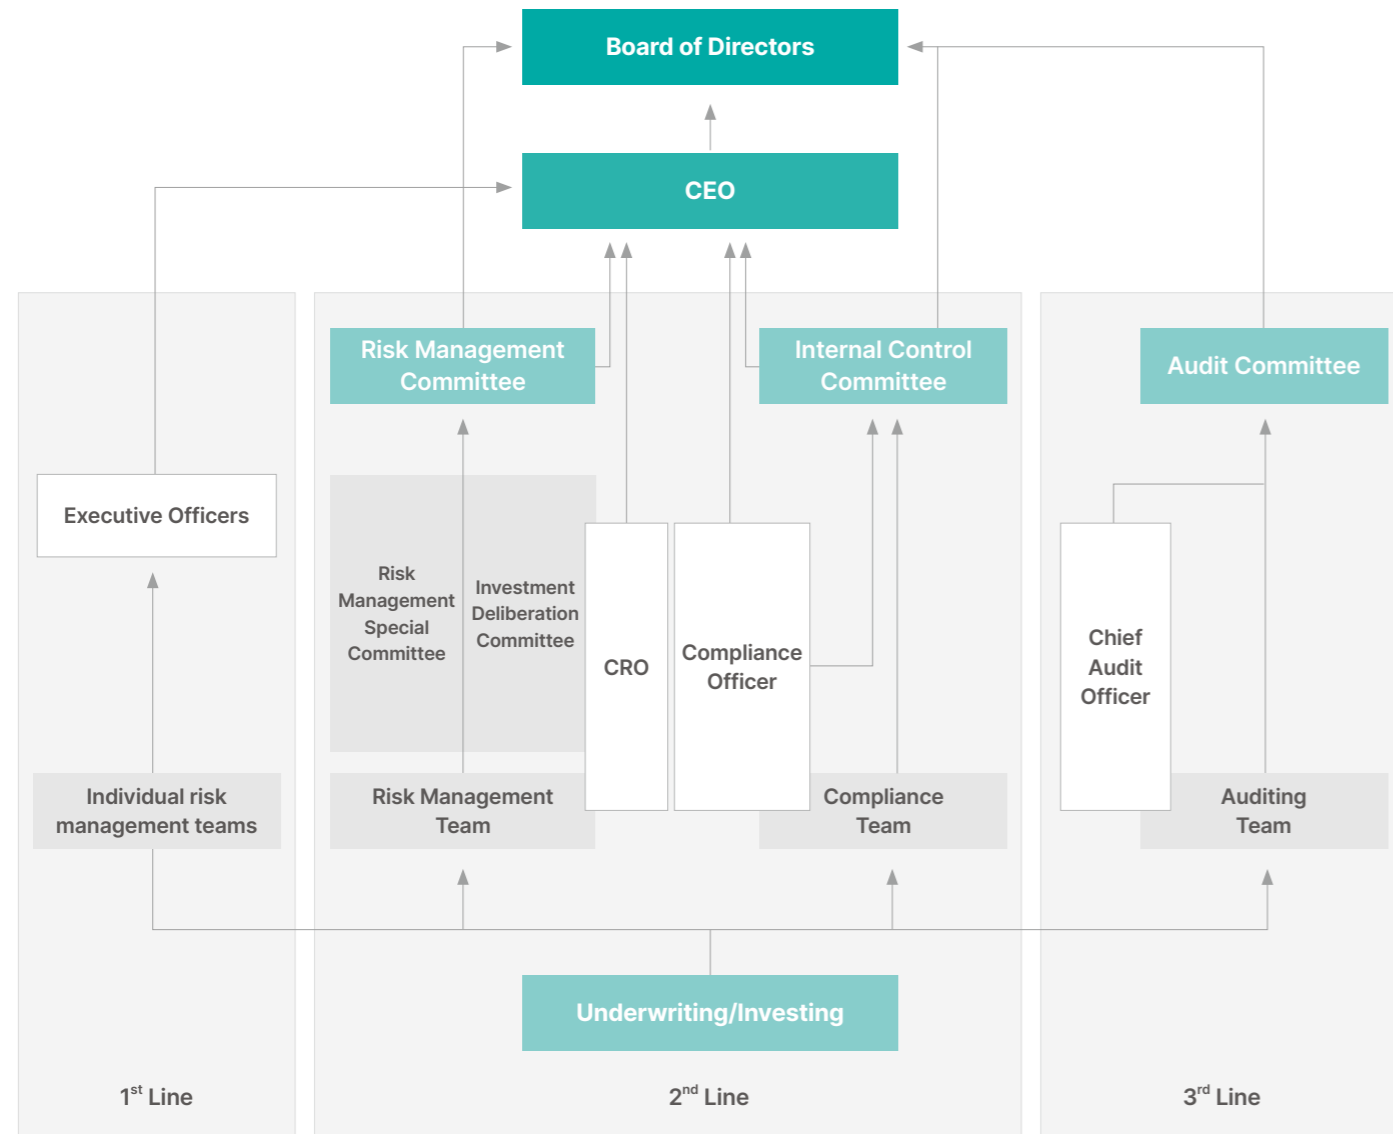 Board of Directors
CEO
Risk Management
Committee
Internal Control
Committee
Audit Committee
Executive Officers
Risk
Management
Special
Committee
Investment
Deliberation
Committee
CRO
Compliance
Officer
Chief
Audit
Officer
Individual risk
management teams
Risk Management
Team
Compliance
Team
Auditing
Team
Underwriting/Investing
1st Line
2nd Line
3rd Line